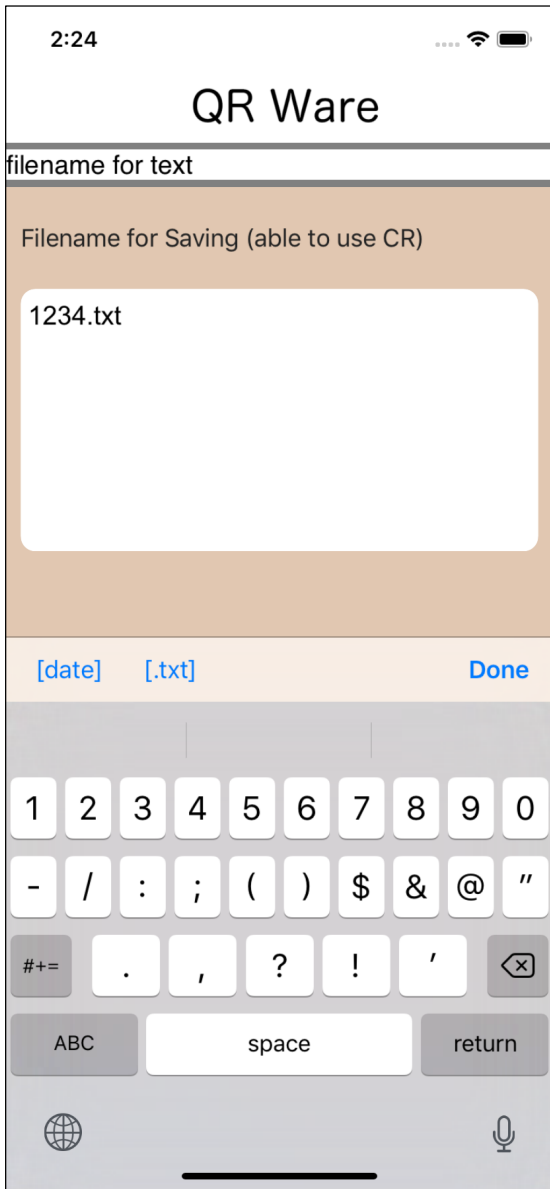 2:24
QR Ware
filename for text
Filename for Saving (able to use CR)
1234.txt
[date] [.txt] Done
1 2 3 4 5 6 7 8 9 0
- / : ; ( ) $ & @ "
#+= . , ? ! '
ABC space return